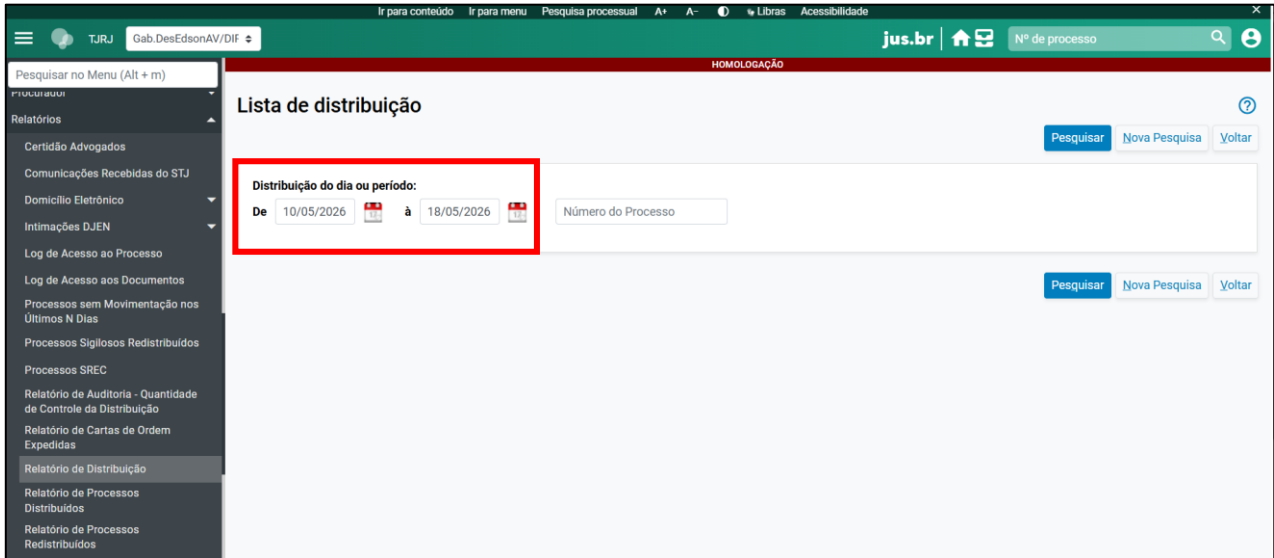 Ir para conteúdo Ir para menu Pesquisa processual A+ A- Libras Acessibilidade ×
TJRJ Gab.DesEdsonAV/DIF jus.br Nº de processo
HOMOLOGAÇÃO
Pesquisar no Menu (Alt + m)
Procurador
Relatórios
Certidão Advogados
Comunicações Recebidas do STJ
Domicílio Eletrônico
Intimações DJEN
Log de Acesso ao Processo
Log de Acesso aos Documentos
Processos sem Movimentação nos
Últimos N Dias
Processos Sigilosos Redistribuídos
Processos SREC
Relatório de Auditoria - Quantidade
de Controle da Distribuição
Relatório de Cartas de Ordem
Expedidas
Relatório de Distribuição
Relatório de Processos
Distribuídos
Relatório de Processos
Redistribuídos
Lista de distribuição ?
Pesquisar Nova Pesquisa Voltar
Distribuição do dia ou período:
De 10/05/2026 à 18/05/2026 Número do Processo
Pesquisar Nova Pesquisa Voltar